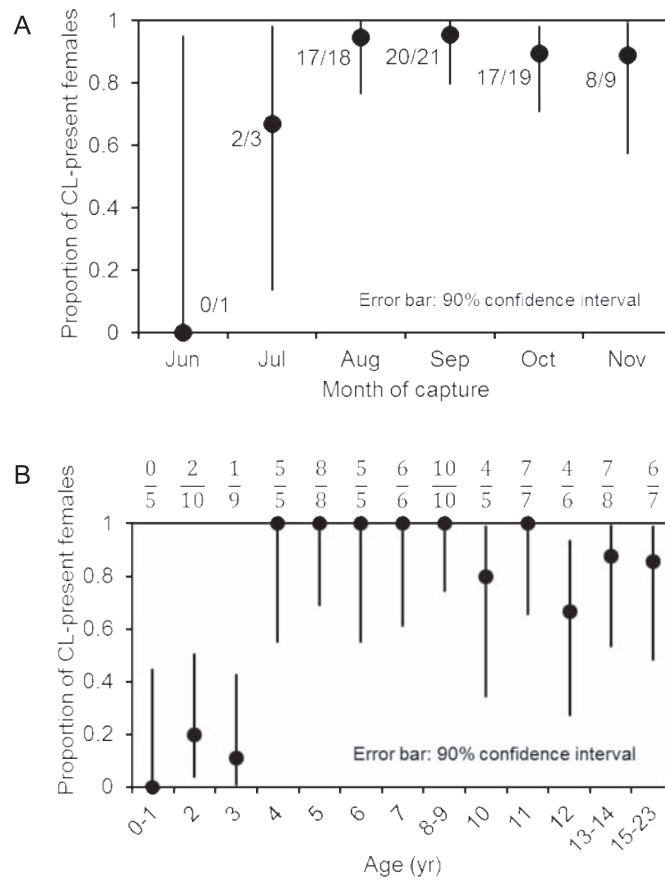 A
Proportion of CL-present females
1
0.8
0.6
0.4
0.2
0
0/1
2/3
17/18
20/21
17/19
8/9
Error bar: 90% confidence interval
Jun Jul Aug Sep Oct Nov
Month of capture
B
0/5 2/10 1/9 5/5 8/8 5/5 6/6 10/10 4/5 7/7 4/6 7/8 6/7
Proportion of CL-present females
1
0.8
0.6
0.4
0.2
0
Error bar: 90% confidence interval
0-1 2 3 4 5 6 7 8-9 10 11 12 13-14 15-23
Age (yr)